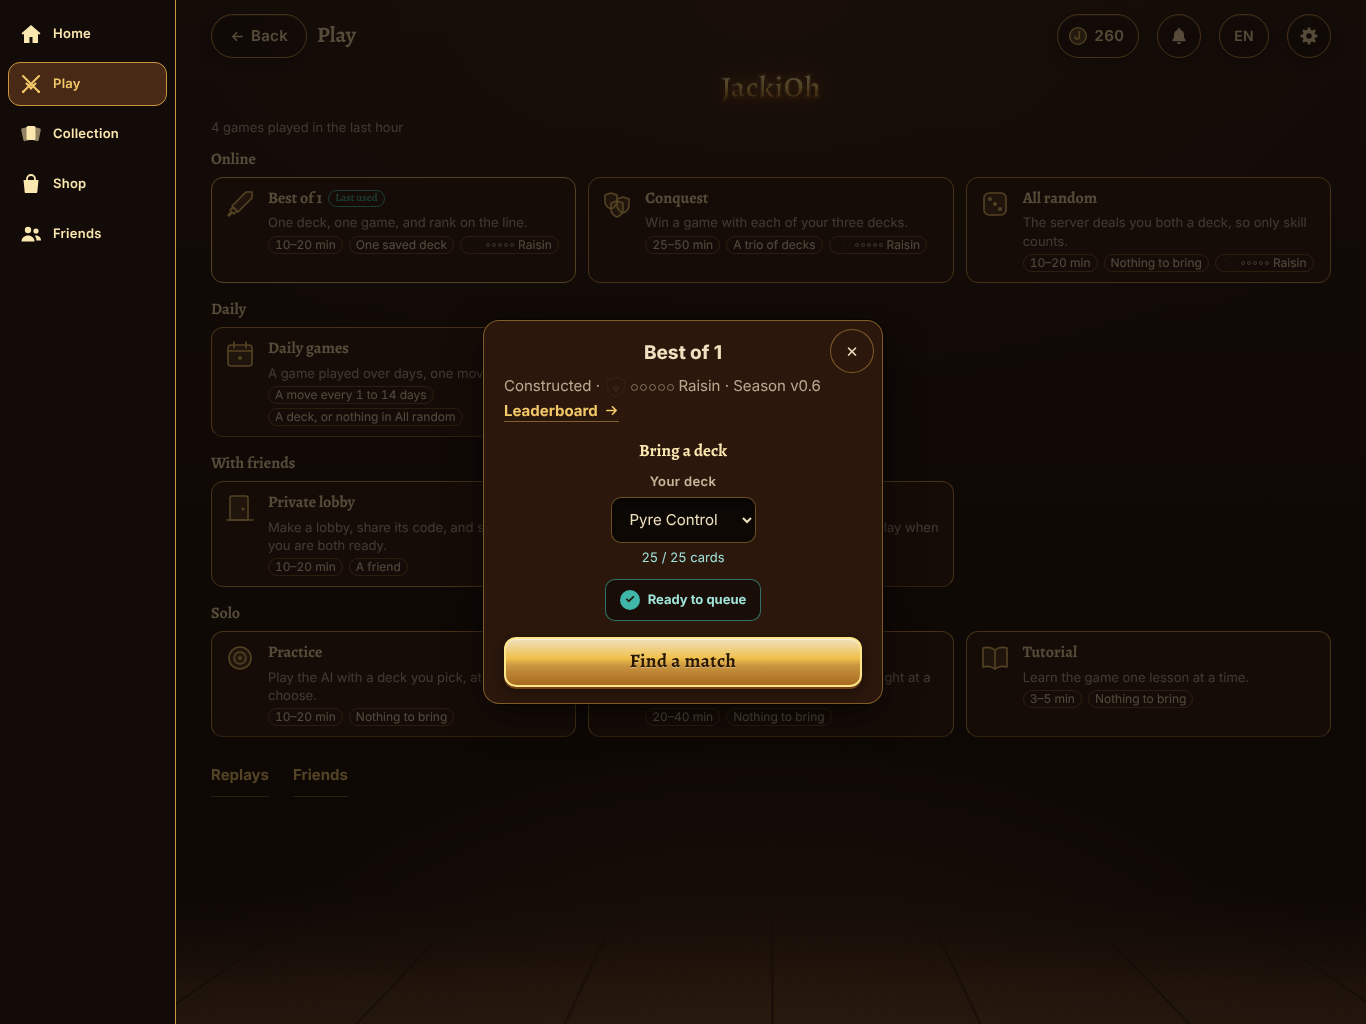 Home
Play
Collection
Shop
Friends
← Back
Play
260
EN
JackiOh
4 games played in the last hour
Online
Best of 1
Last used
One deck, one game, and rank on the line.
10–20 min
One saved deck
Raisin
Conquest
Win a game with each of your three decks.
25–50 min
A trio of decks
Raisin
All random
The server deals you both a deck, so only skill
counts.
10–20 min
Nothing to bring
Raisin
Daily
Daily games
A game played over days, one mov
A move every 1 to 14 days
A deck, or nothing in All random
With friends
Private lobby
Make a lobby, share its code, and s
you are both ready.
10–20 min
A friend
lay when
Solo
Practice
Play the AI with a deck you pick, at
choose.
10–20 min
Nothing to bring
ght at a
20–40 min
Nothing to bring
Tutorial
Learn the game one lesson at a time.
3–5 min
Nothing to bring
Replays
Friends
Best of 1
×
Constructed · Raisin · Season v0.6
Leaderboard →
Bring a deck
Your deck
Pyre Control
25 / 25 cards
Ready to queue
Find a match